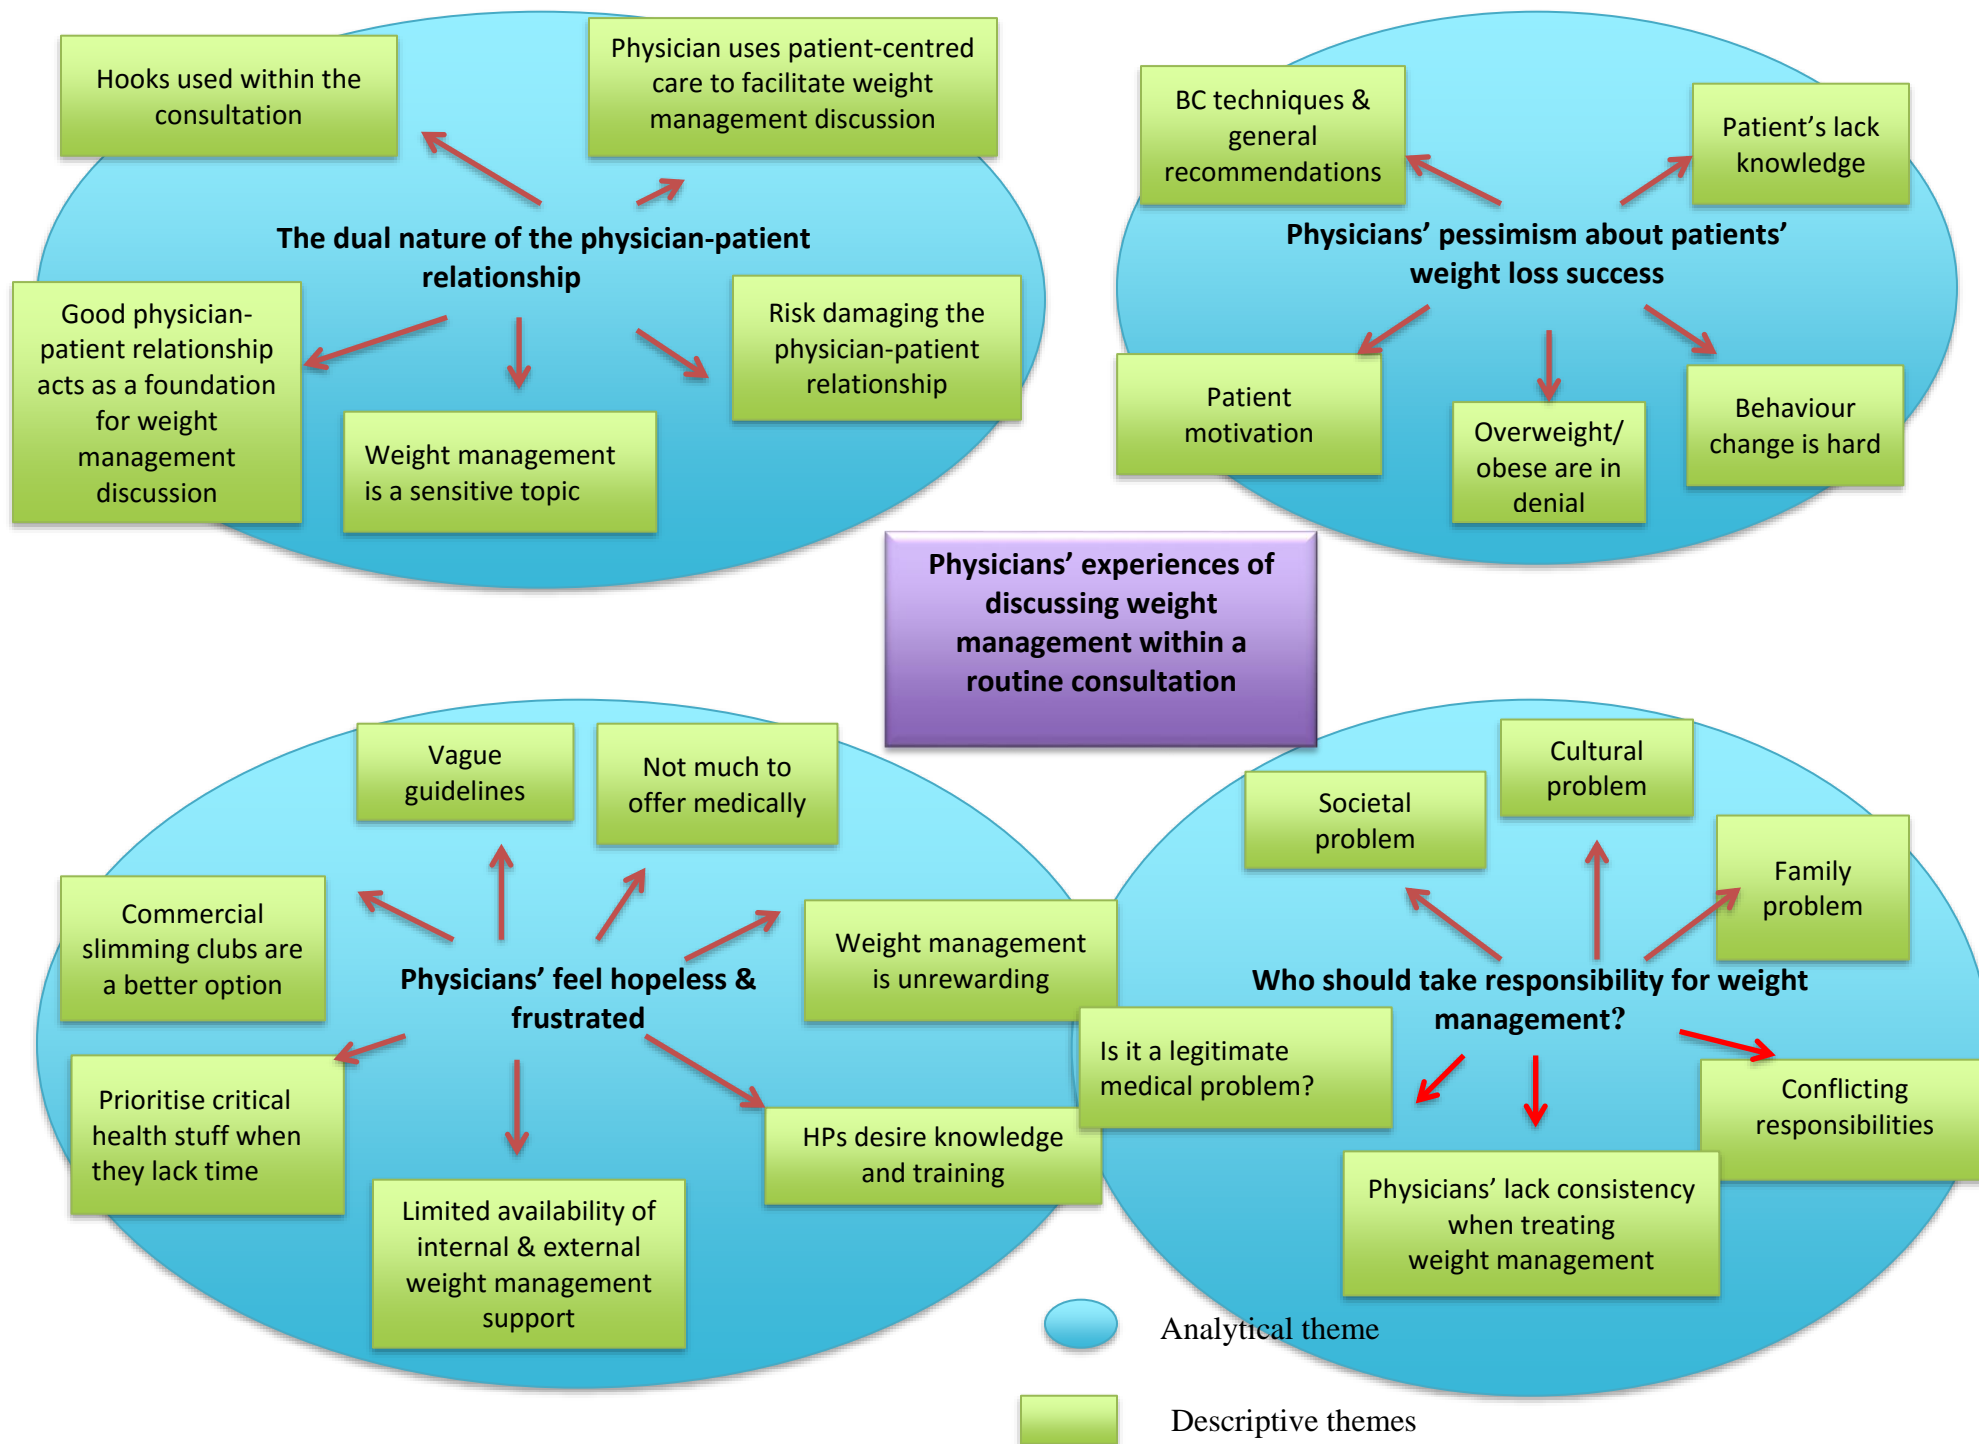 Hooks used within the
consultation
Physician uses patient-centred
care to facilitate weight
management discussion
The dual nature of the physician-patient
relationship
Good physician-
patient relationship
acts as a foundation
for weight
management
discussion
Weight management
is a sensitive topic
Risk damaging the
physician-patient
relationship
BC techniques &
general
recommendations
Patient’s lack
knowledge
Physicians’ pessimism about patients’
weight loss success
Patient
motivation
Overweight/
obese are in
denial
Behaviour
change is hard
Physicians’ experiences of
discussing weight
management within a
routine consultation
Vague
guidelines
Not much to
offer medically
Commercial
slimming clubs are
a better option
Weight management
is unrewarding
Physicians’ feel hopeless &
frustrated
Prioritise critical
health stuff when
they lack time
Limited availability of
internal & external
weight management
support
HPs desire knowledge
and training
Societal
problem
Cultural
problem
Family
problem
Who should take responsibility for weight
management?
Is it a legitimate
medical problem?
Physicians’ lack consistency
when treating
weight management
Conflicting
responsibilities
Analytical theme
Descriptive themes